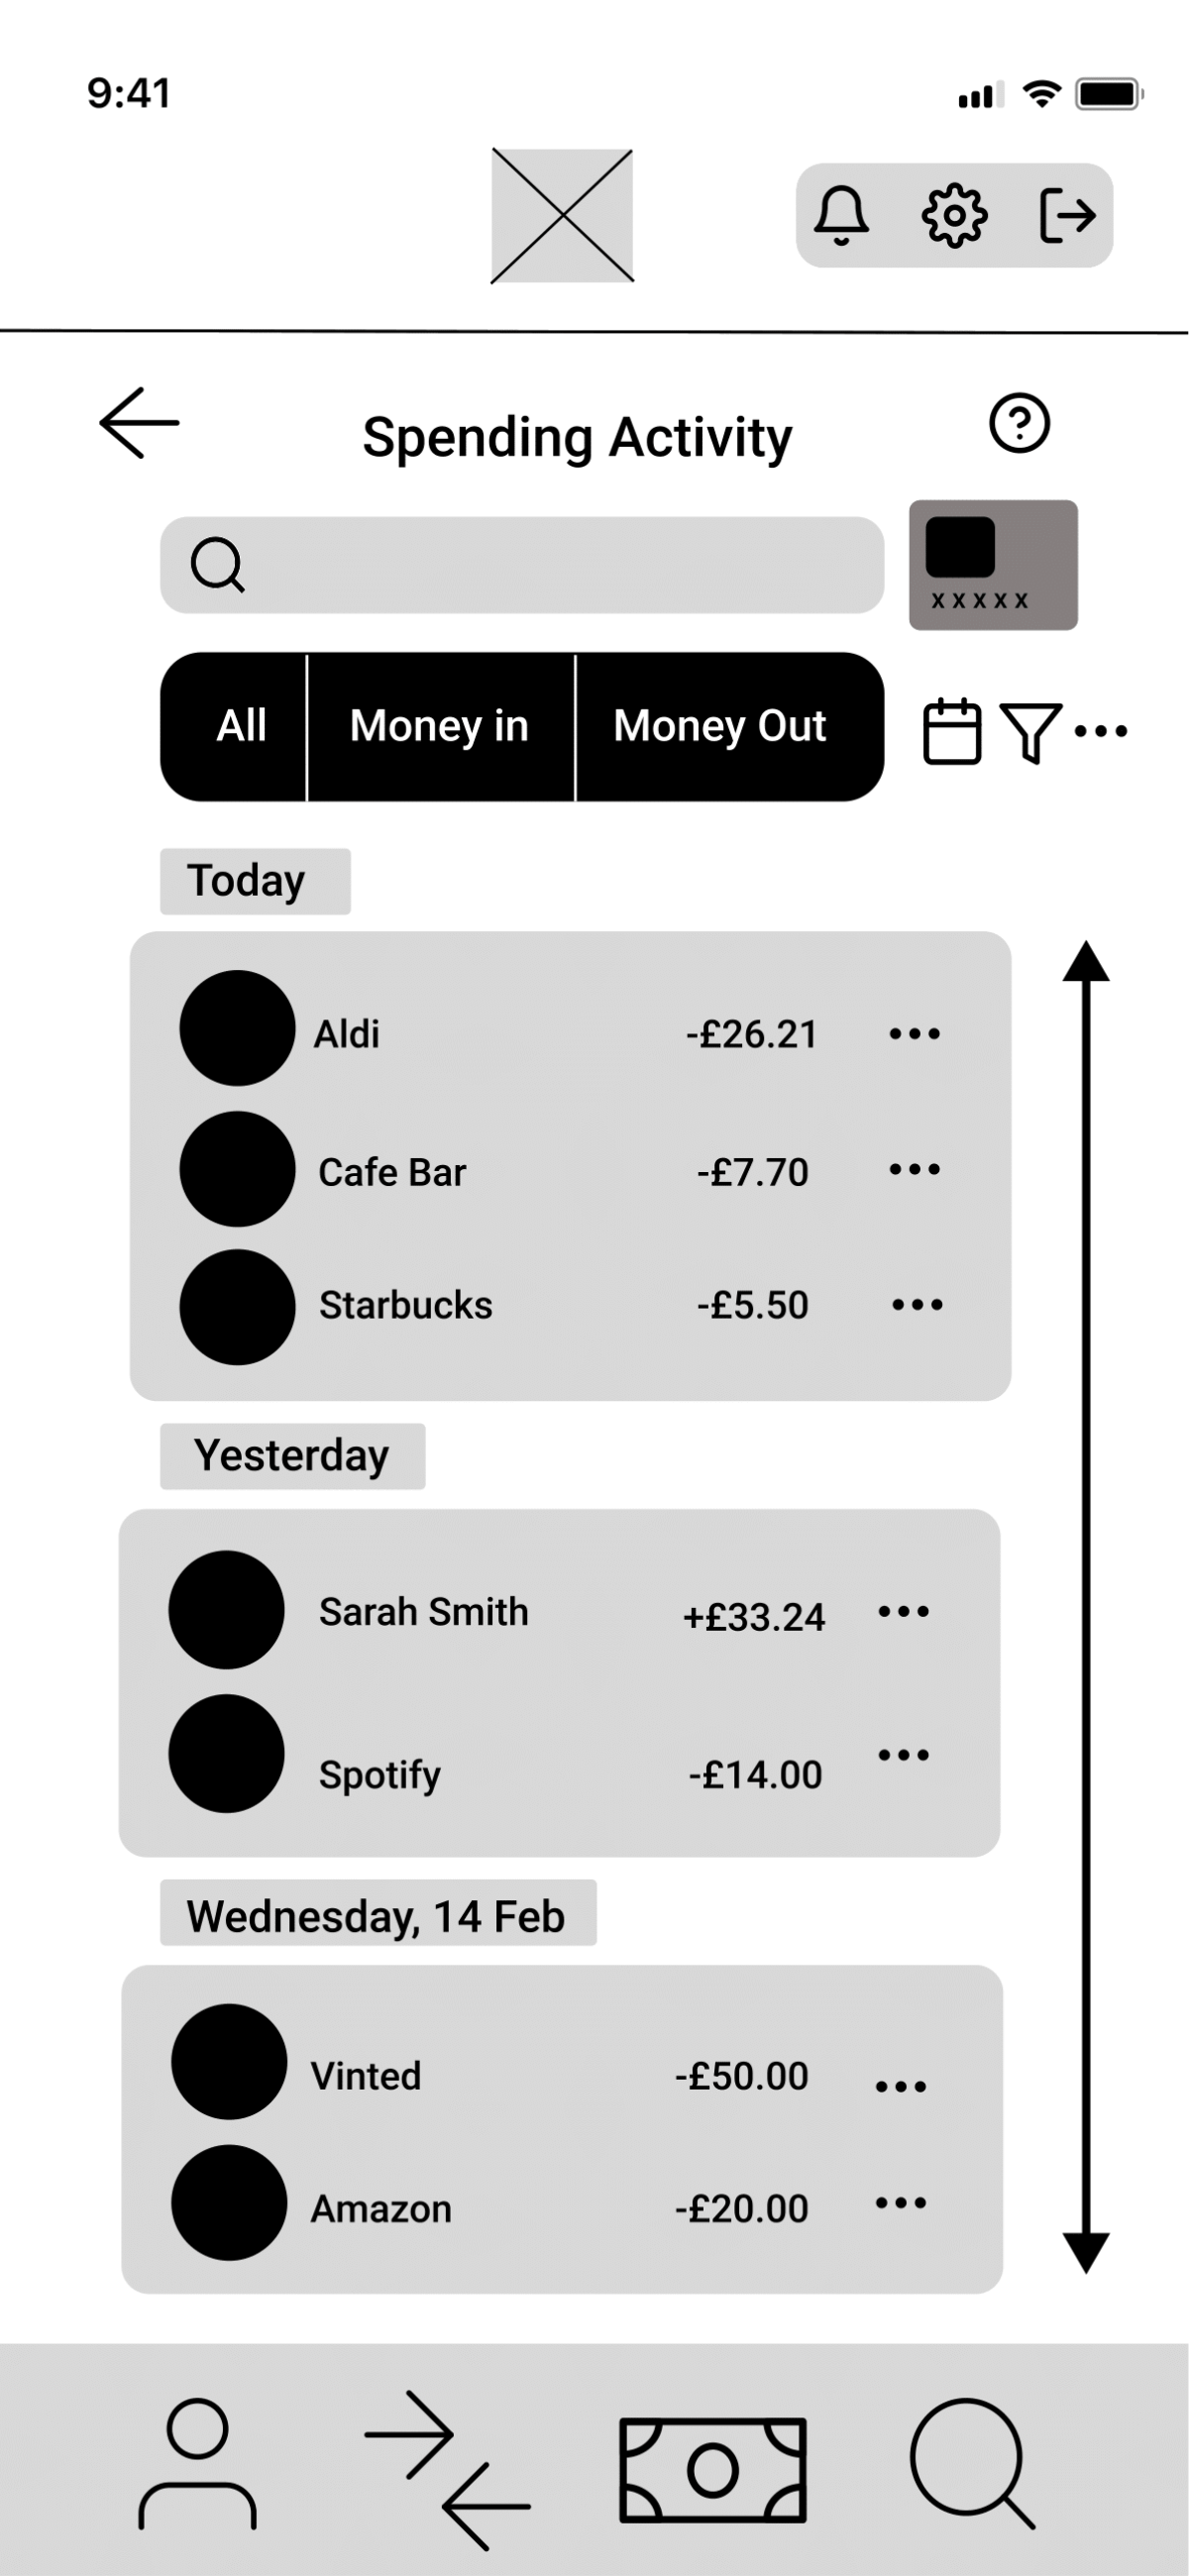 9:41
Spending Activity
x x x x x
All Money in Money Out
Today
Aldi -£26.21
Cafe Bar -£7.70
Starbucks -£5.50
Yesterday
Sarah Smith +£33.24
Spotify -£14.00
Wednesday, 14 Feb
Vinted -£50.00
Amazon -£20.00